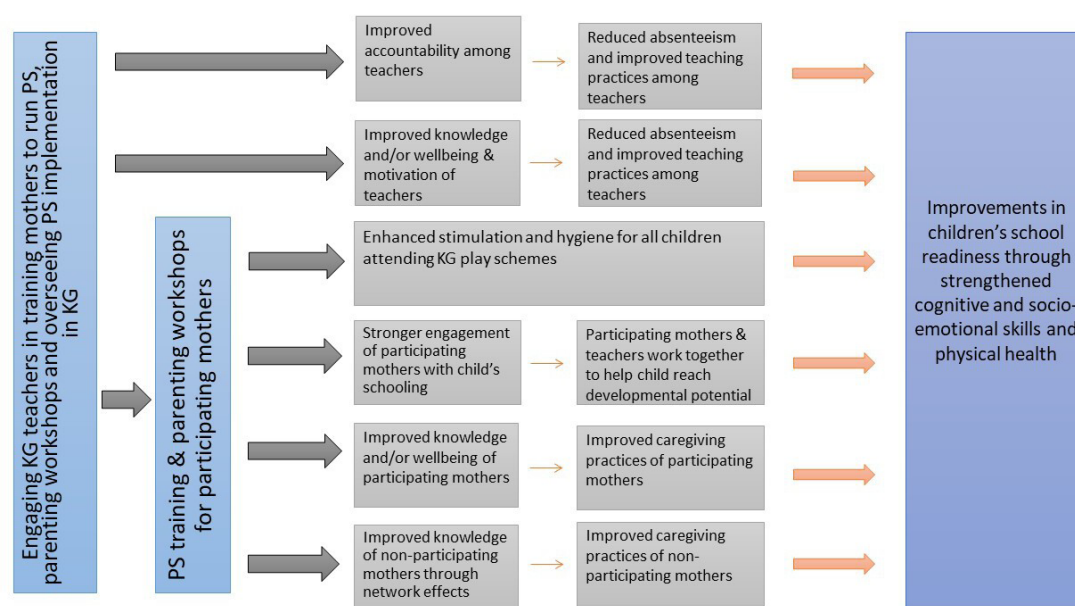 Engaging KG teachers in training mothers to run PS,
parenting workshops and overseeing PS implementation
in KG
PS training & parenting workshops
for participating mothers
Improved
accountability among
teachers
Reduced absenteeism
and improved teaching
practices among
teachers
Improved knowledge
and/or wellbeing &
motivation of
teachers
Reduced absenteeism
and improved teaching
practices among
teachers
Enhanced stimulation and hygiene for all children
attending KG play schemes
Stronger engagement
of participating
mothers with child's
schooling
Participating mothers &
teachers work together
to help child reach
developmental potential
Improved knowledge
and/or wellbeing of
participating mothers
Improved caregiving
practices of participating
mothers
Improved knowledge
of non-participating
mothers through
network effects
Improved caregiving
practices of non-
participating mothers
Improvements in
children's school
readiness through
strengthened
cognitive and socio-
emotional skills and
physical health